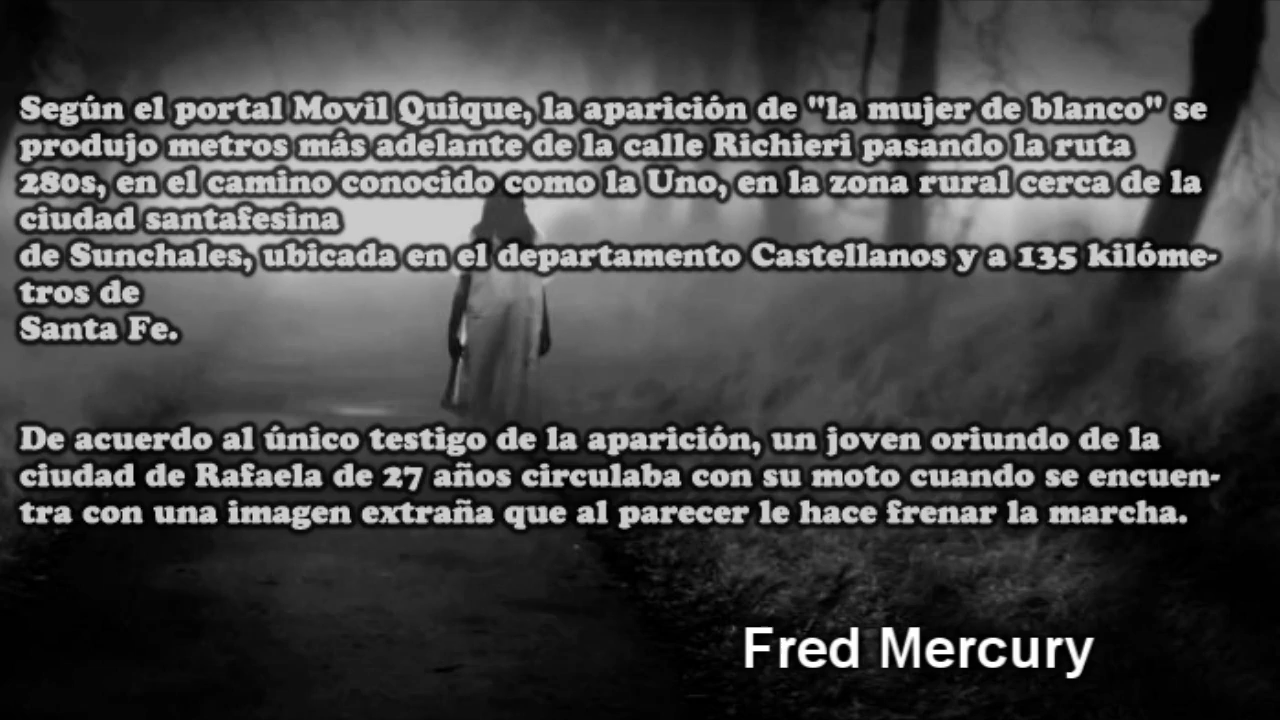 Según el portal Movil Quique, la aparición de "la mujer de blanco" se
produjo metros más adelante de la calle Richieri pasando la ruta
280s, en el camino conocido como la Uno, en la zona rural cerca de la
ciudad santafesina
de Sunchales, ubicada en el departamento Castellanos y a 135 kilóme-
tros de
Santa Fe.
De acuerdo al único testigo de la aparición, un joven oriundo de la
ciudad de Rafaela de 27 años circulaba con su moto cuando se encuen-
tra con una imagen extraña que al parecer le hace frenar la marcha.
Fred Mercury